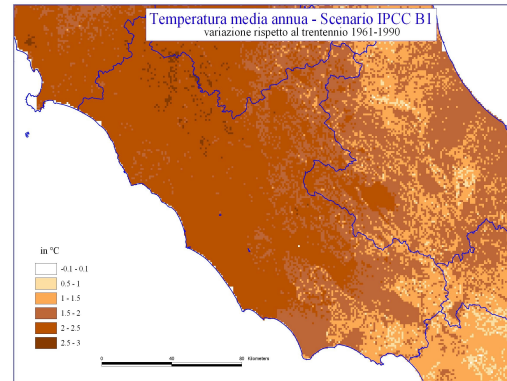 Temperatura media annua - Scenario IPCC B1
variazione rispetto al trentennio 1961-1990
in °C
-0.1 - 0.1
0.5 - 1
1 - 1.5
1.5 - 2
2 - 2.5
2.5 - 3
0 40 80 Kilometers